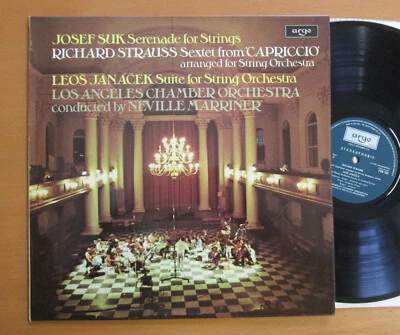 JOSEF SUK Serenade for Strings
RICHARD STRAUSS Sextet from 'CAPRICCIO'
arranged for String Orchestra
LEOS JANACEK Suite for String Orchestra
LOS ANGELES CHAMBER ORCHESTRA
conducted by NEVILLE MARRINER
argo
argo
STEREOPHONIC